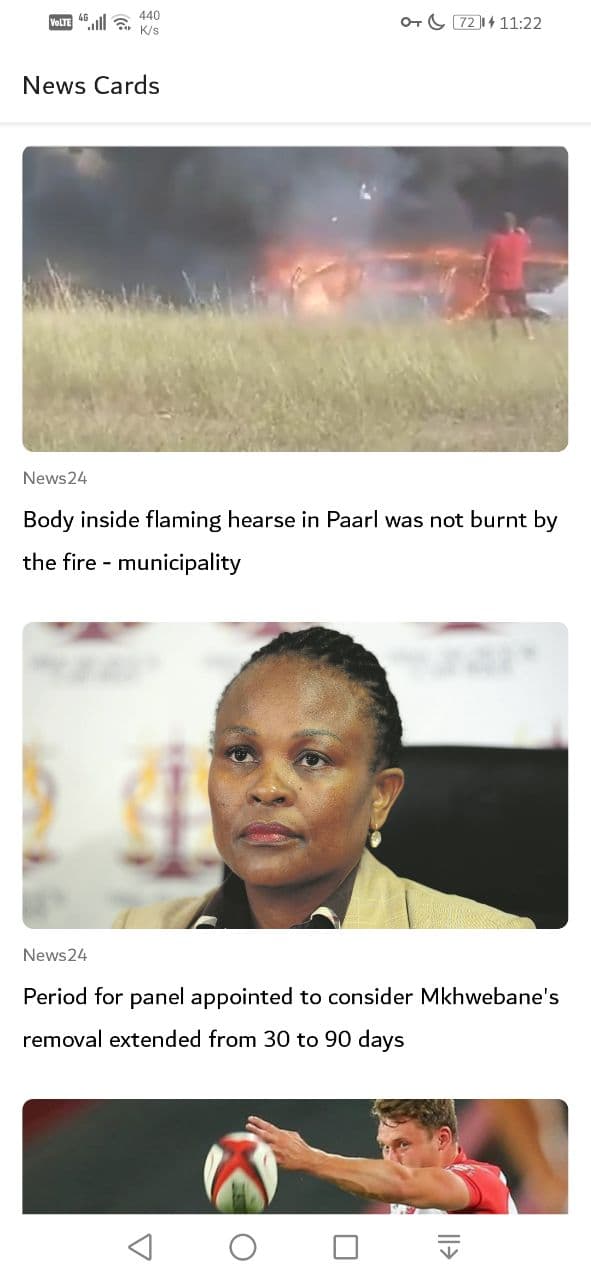 VoLTE 4G 440 K/s 72 11:22
News Cards
News24
Body inside flaming hearse in Paarl was not burnt by
the fire - municipality
News24
Period for panel appointed to consider Mkhwebane's
removal extended from 30 to 90 days